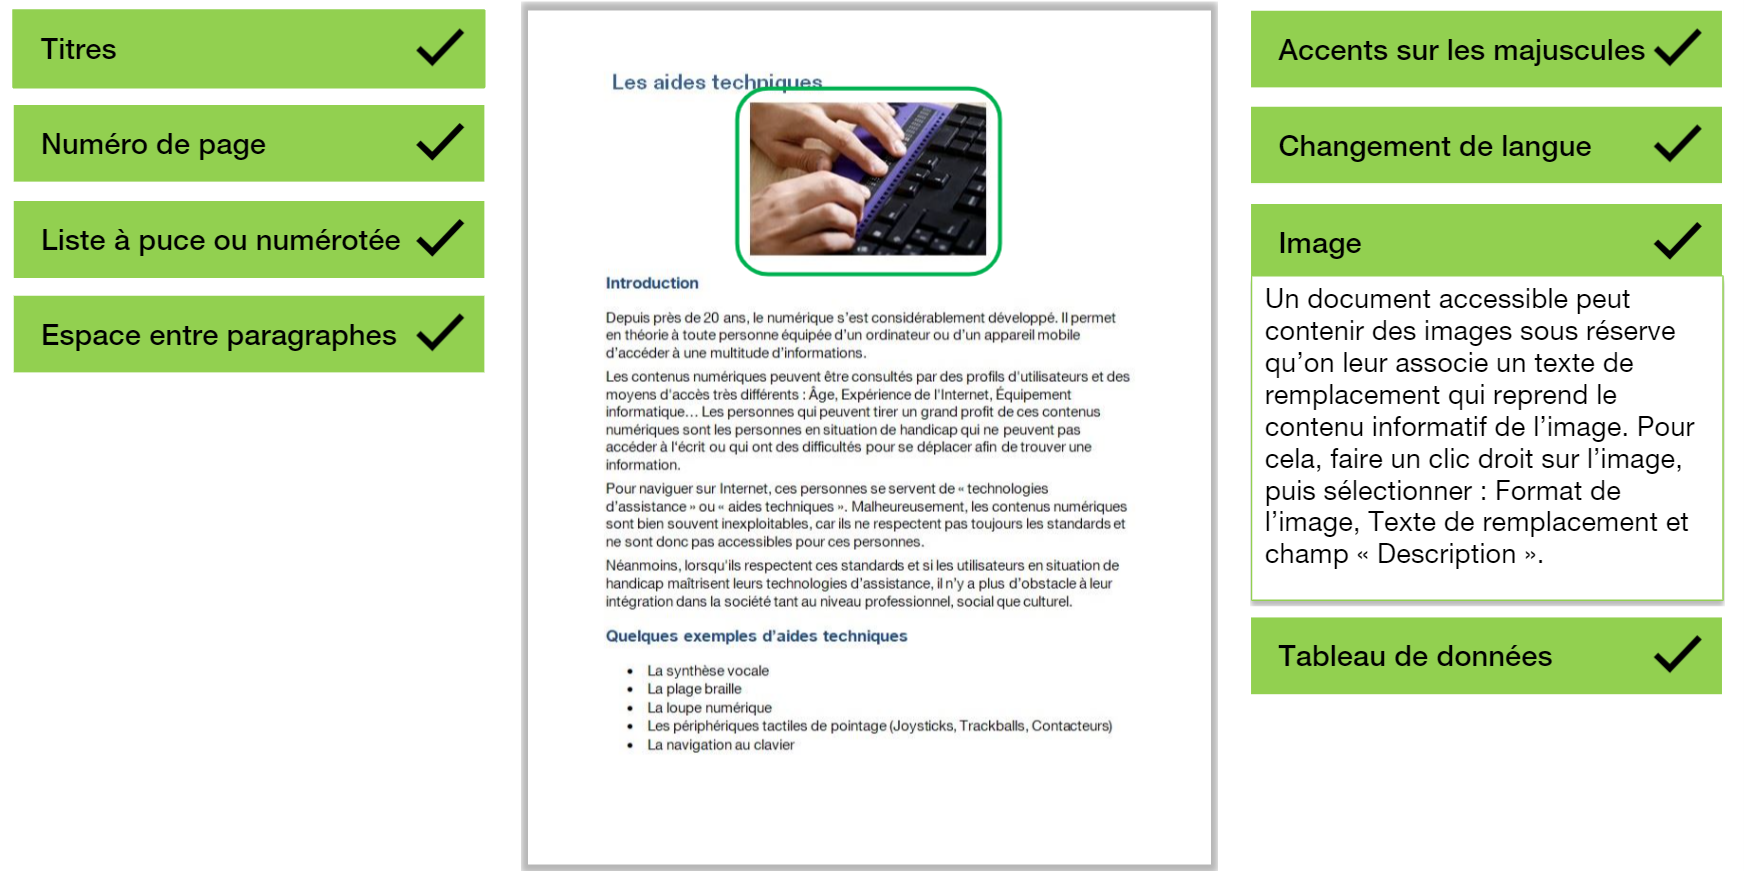 Titres
Numéro de page
Liste à puce ou numérotée
Espace entre paragraphes
Les aides techniques
Introduction
Depuis près de 20 ans, le numérique s’est considérablement développé. Il permet
en théorie à toute personne équipée d’un ordinateur ou d’un appareil mobile
d’accéder à une multitude d’informations.
Les contenus numériques peuvent être consultés par des profils d'utilisateurs et des
moyens d'accès très différents : Âge, Expérience de l'Internet, Équipement
informatique… Les personnes qui peuvent tirer un grand profit de ces contenus
numériques sont les personnes en situation de handicap qui ne peuvent pas
accéder à l'écrit ou qui ont des difficultés pour se déplacer afin de trouver une
information.
Pour naviguer sur Internet, ces personnes se servent de « technologies
d’assistance » ou « aides techniques ». Malheureusement, les contenus numériques
sont bien souvent inexploitables, car ils ne respectent pas toujours les standards et
ne sont donc pas accessibles pour ces personnes.
Néanmoins, lorsqu'ils respectent ces standards et si les utilisateurs en situation de
handicap maîtrisent leurs technologies d’assistance, il n’y a plus d’obstacle à leur
intégration dans la société tant au niveau professionnel, social que culturel.
Quelques exemples d’aides techniques
• La synthèse vocale
• La plage braille
• La loupe numérique
• Les périphériques tactiles de pointage (Joysticks, Trackballs, Contacteurs)
• La navigation au clavier
Accents sur les majuscules
Changement de langue
Image
Un document accessible peut
contenir des images sous réserve
qu’on leur associe un texte de
remplacement qui reprend le
contenu informatif de l’image. Pour
cela, faire un clic droit sur l’image,
puis sélectionner : Format de
l’image, Texte de remplacement et
champ « Description ».
Tableau de données